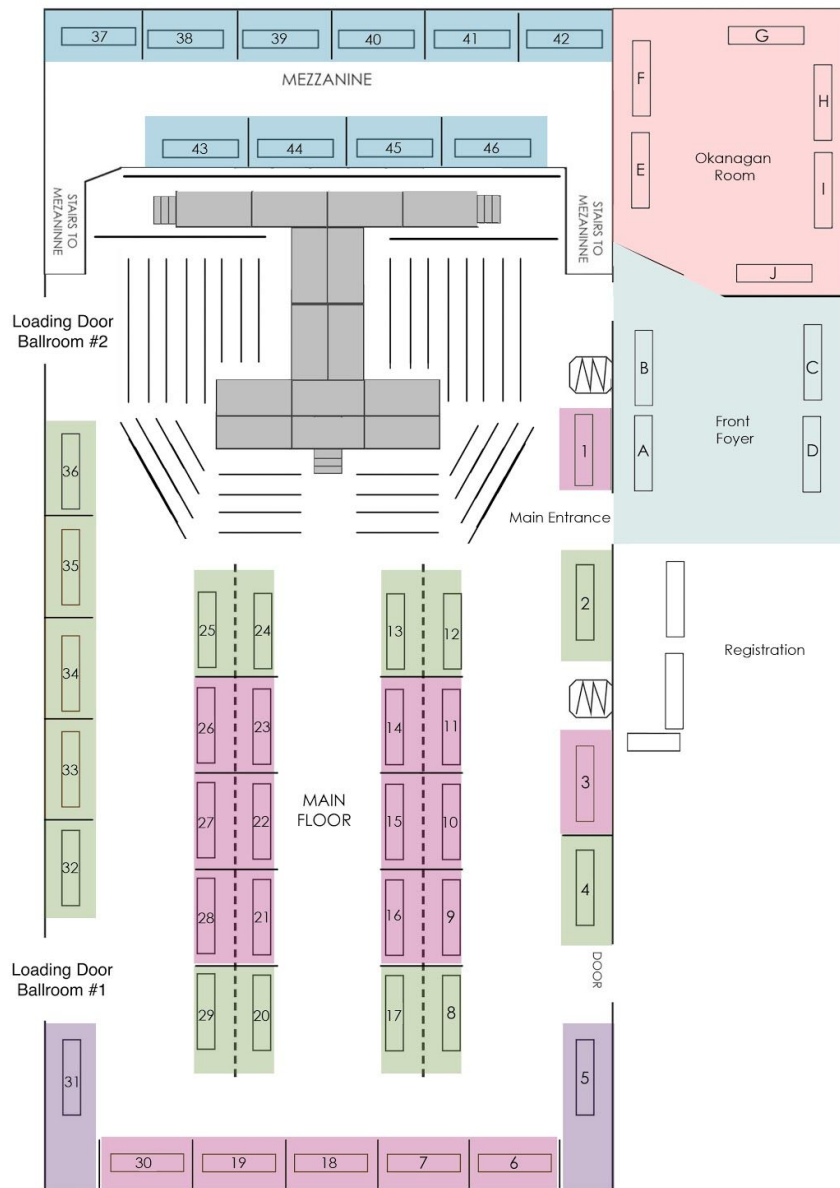 37
38
39
40
41
42
MEZZANINE
43
44
45
46
STAIRS TO
MEZANINNE
STAIRS TO
MEZANINNE
G
F
H
E
Okanagan
Room
I
J
Loading Door
Ballroom #2
B
C
Front
Foyer
A
D
1
Main Entrance
36
35
34
33
32
25
24
13
12
2
Registration
26
23
14
11
3
27
22
MAIN
FLOOR
15
10
28
21
16
9
4
Loading Door
Ballroom #1
DOOR
29
20
17
8
31
5
30
19
18
7
6